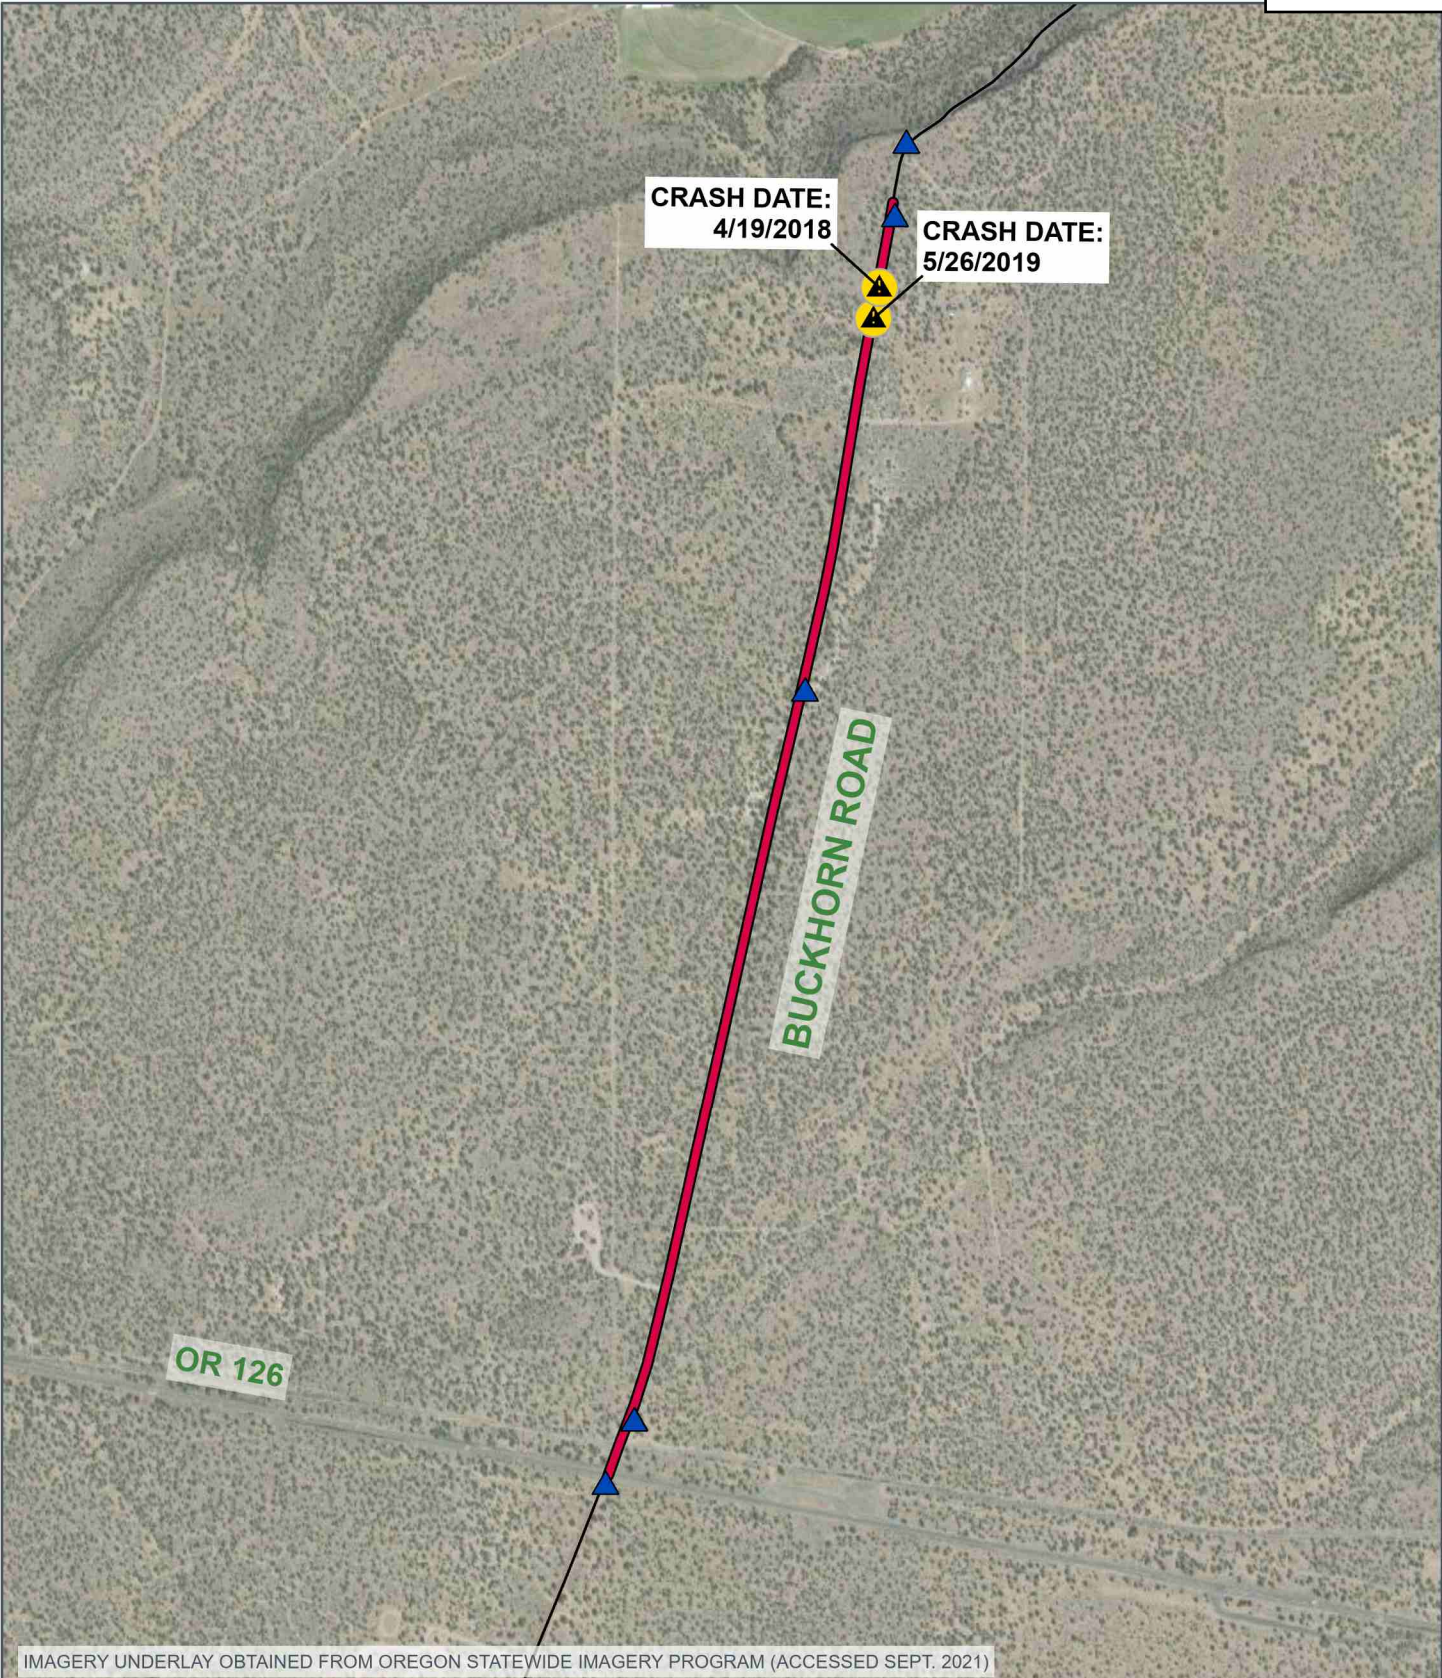 CRASH DATE:
4/19/2018
CRASH DATE:
5/26/2019
BUCKHORN ROAD
OR 126
IMAGERY UNDERLAY OBTAINED FROM OREGON STATEWIDE IMAGERY PROGRAM (ACCESSED SEPT. 2021)